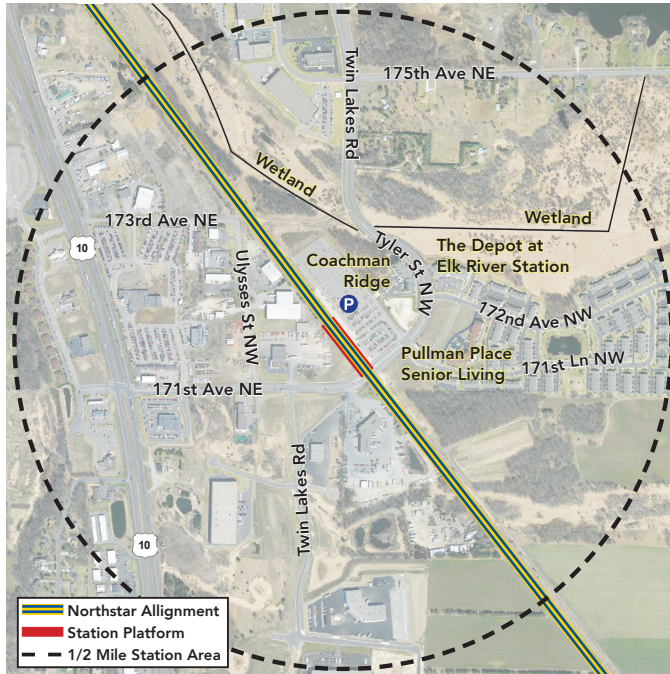 175th Ave NE
Twin Lakes Rd
Wetland
Wetland
173rd Ave NE
10
Tyler St NW
The Depot at
Elk River Station
Coachman
Ridge
Ulysses St NW
P
172nd Ave NW
Pullman Place
Senior Living
171st Ln NW
171st Ave NE
Twin Lakes Rd
10
Northstar Allignment
Station Platform
1/2 Mile Station Area